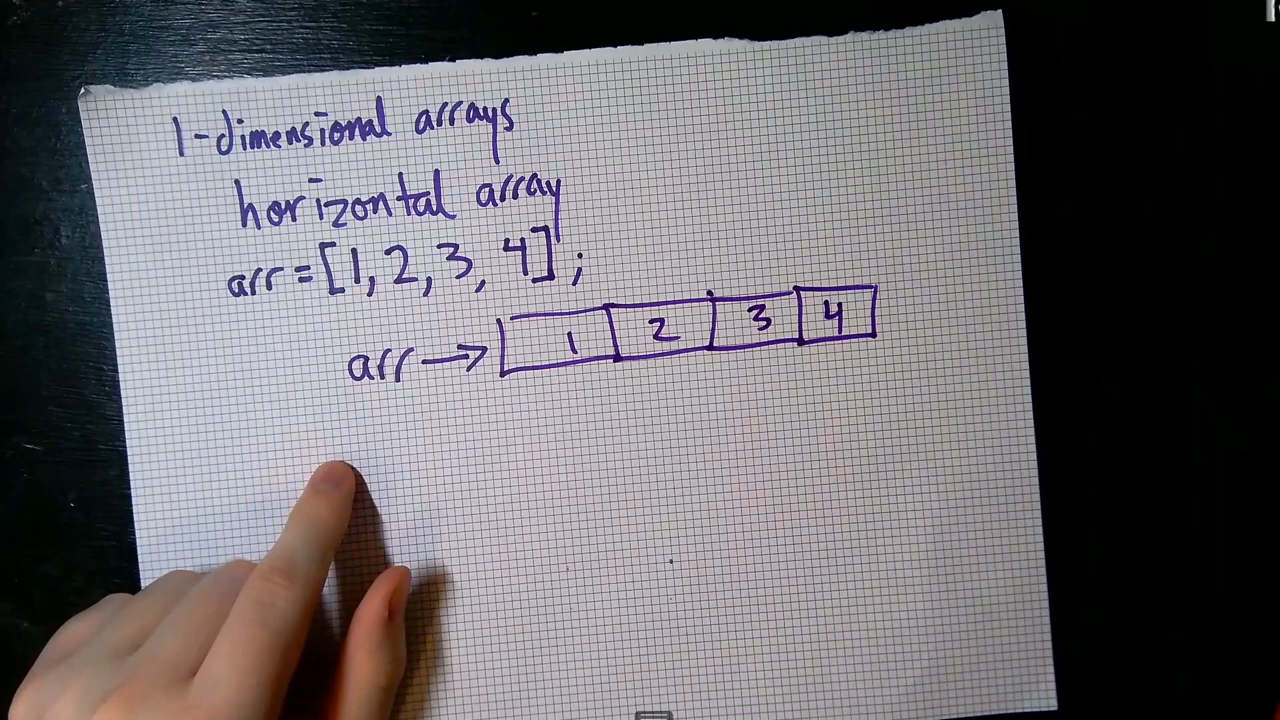 1-dimensional arrays
horizontal array
arr = [1, 2, 3, 4];
arr → 1 2 3 4